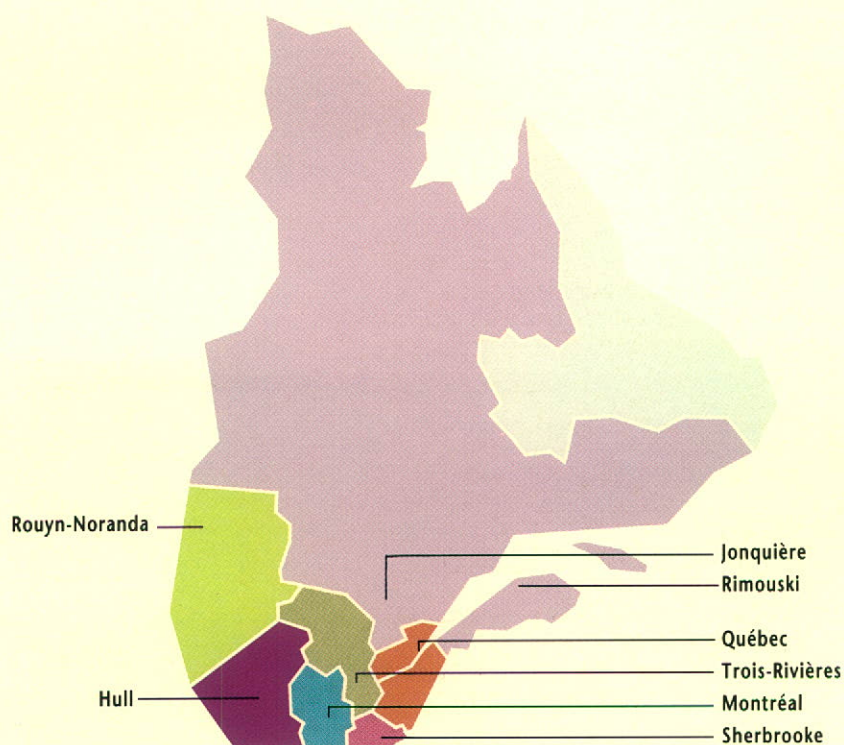 Rouyn-Noranda
Jonquière
Rimouski
Québec
Trois-Rivières
Hull
Montréal
Sherbrooke